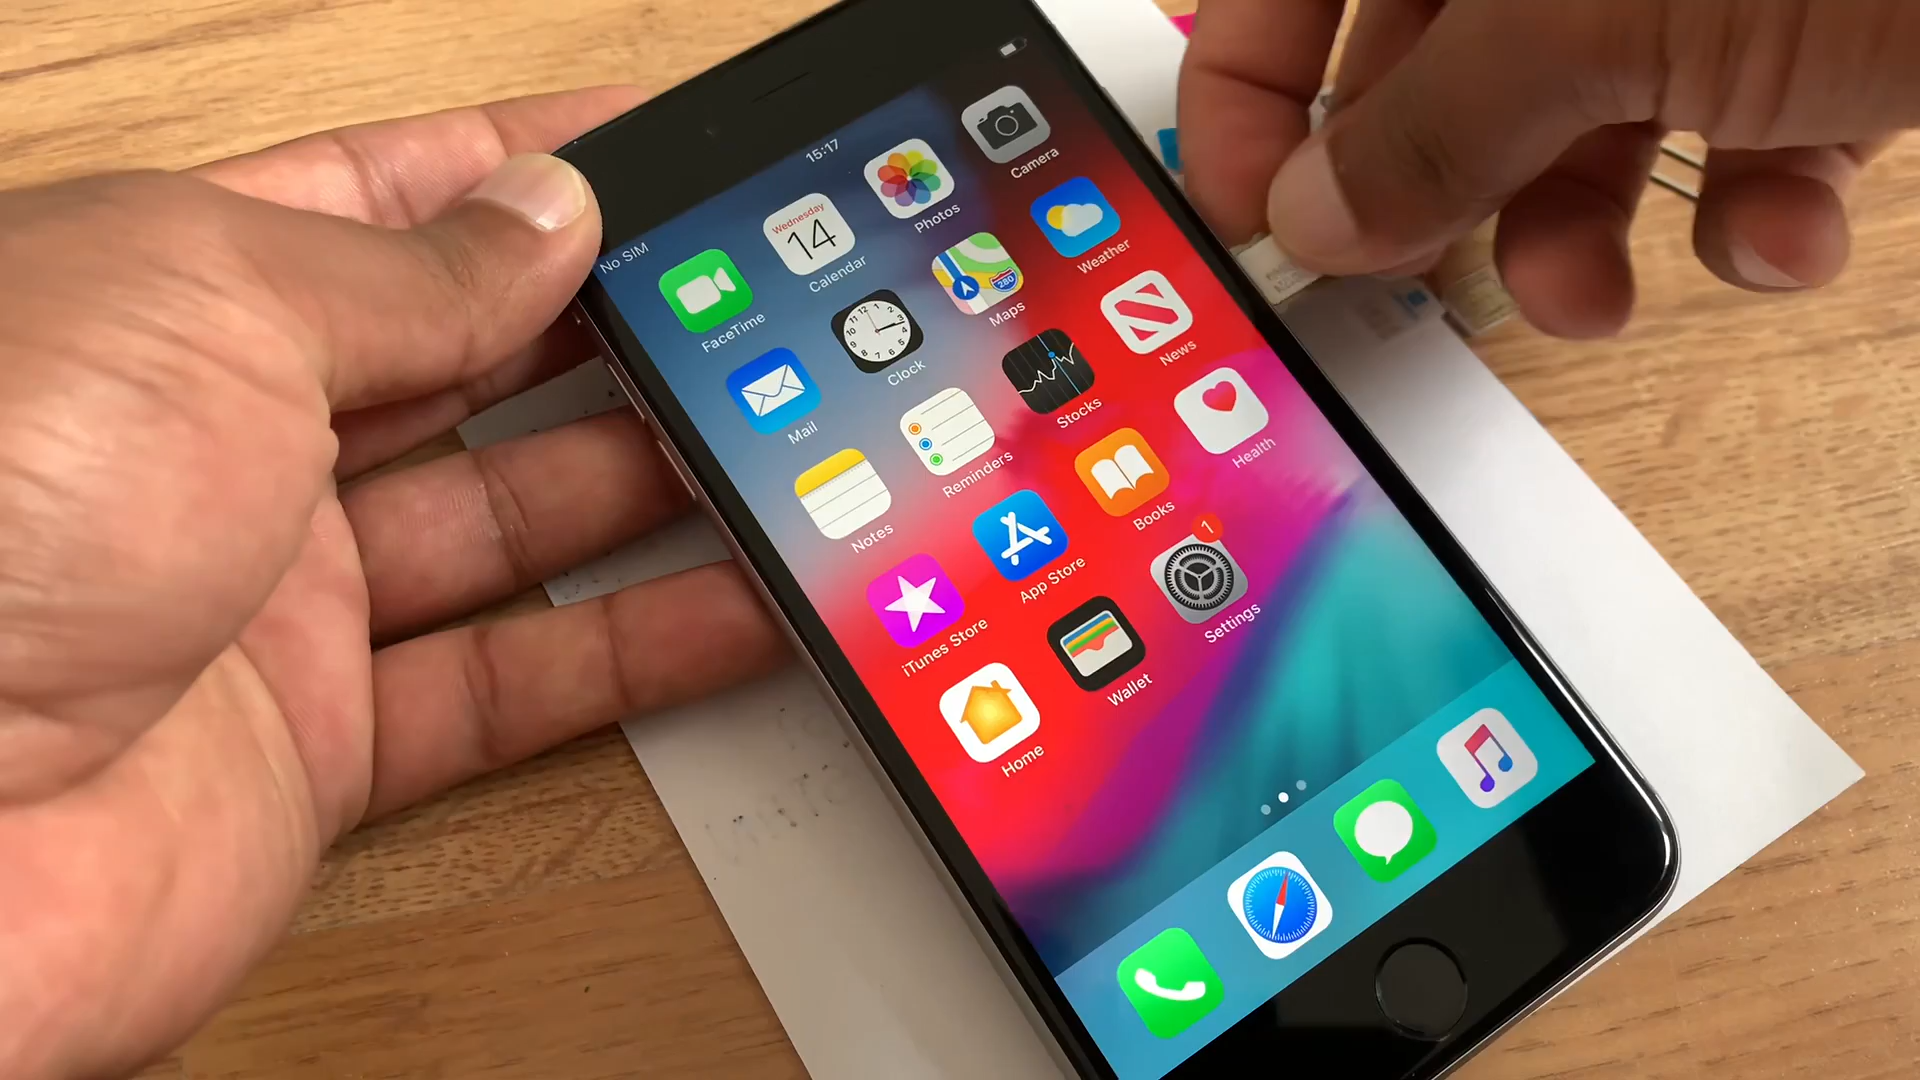 No SIM
15:17
FaceTime
Wednesday
14
Calendar
Photos
Camera
Mail
Clock
Maps
280
Weather
Notes
Reminders
Stocks
News
iTunes Store
App Store
Books
Health
Home
Wallet
1
Settings